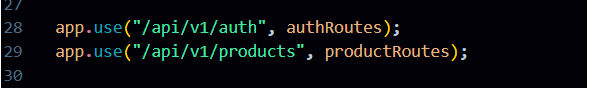 27
28 app.use("/api/v1/auth", authRoutes);
29 app.use("/api/v1/products", productRoutes);
30